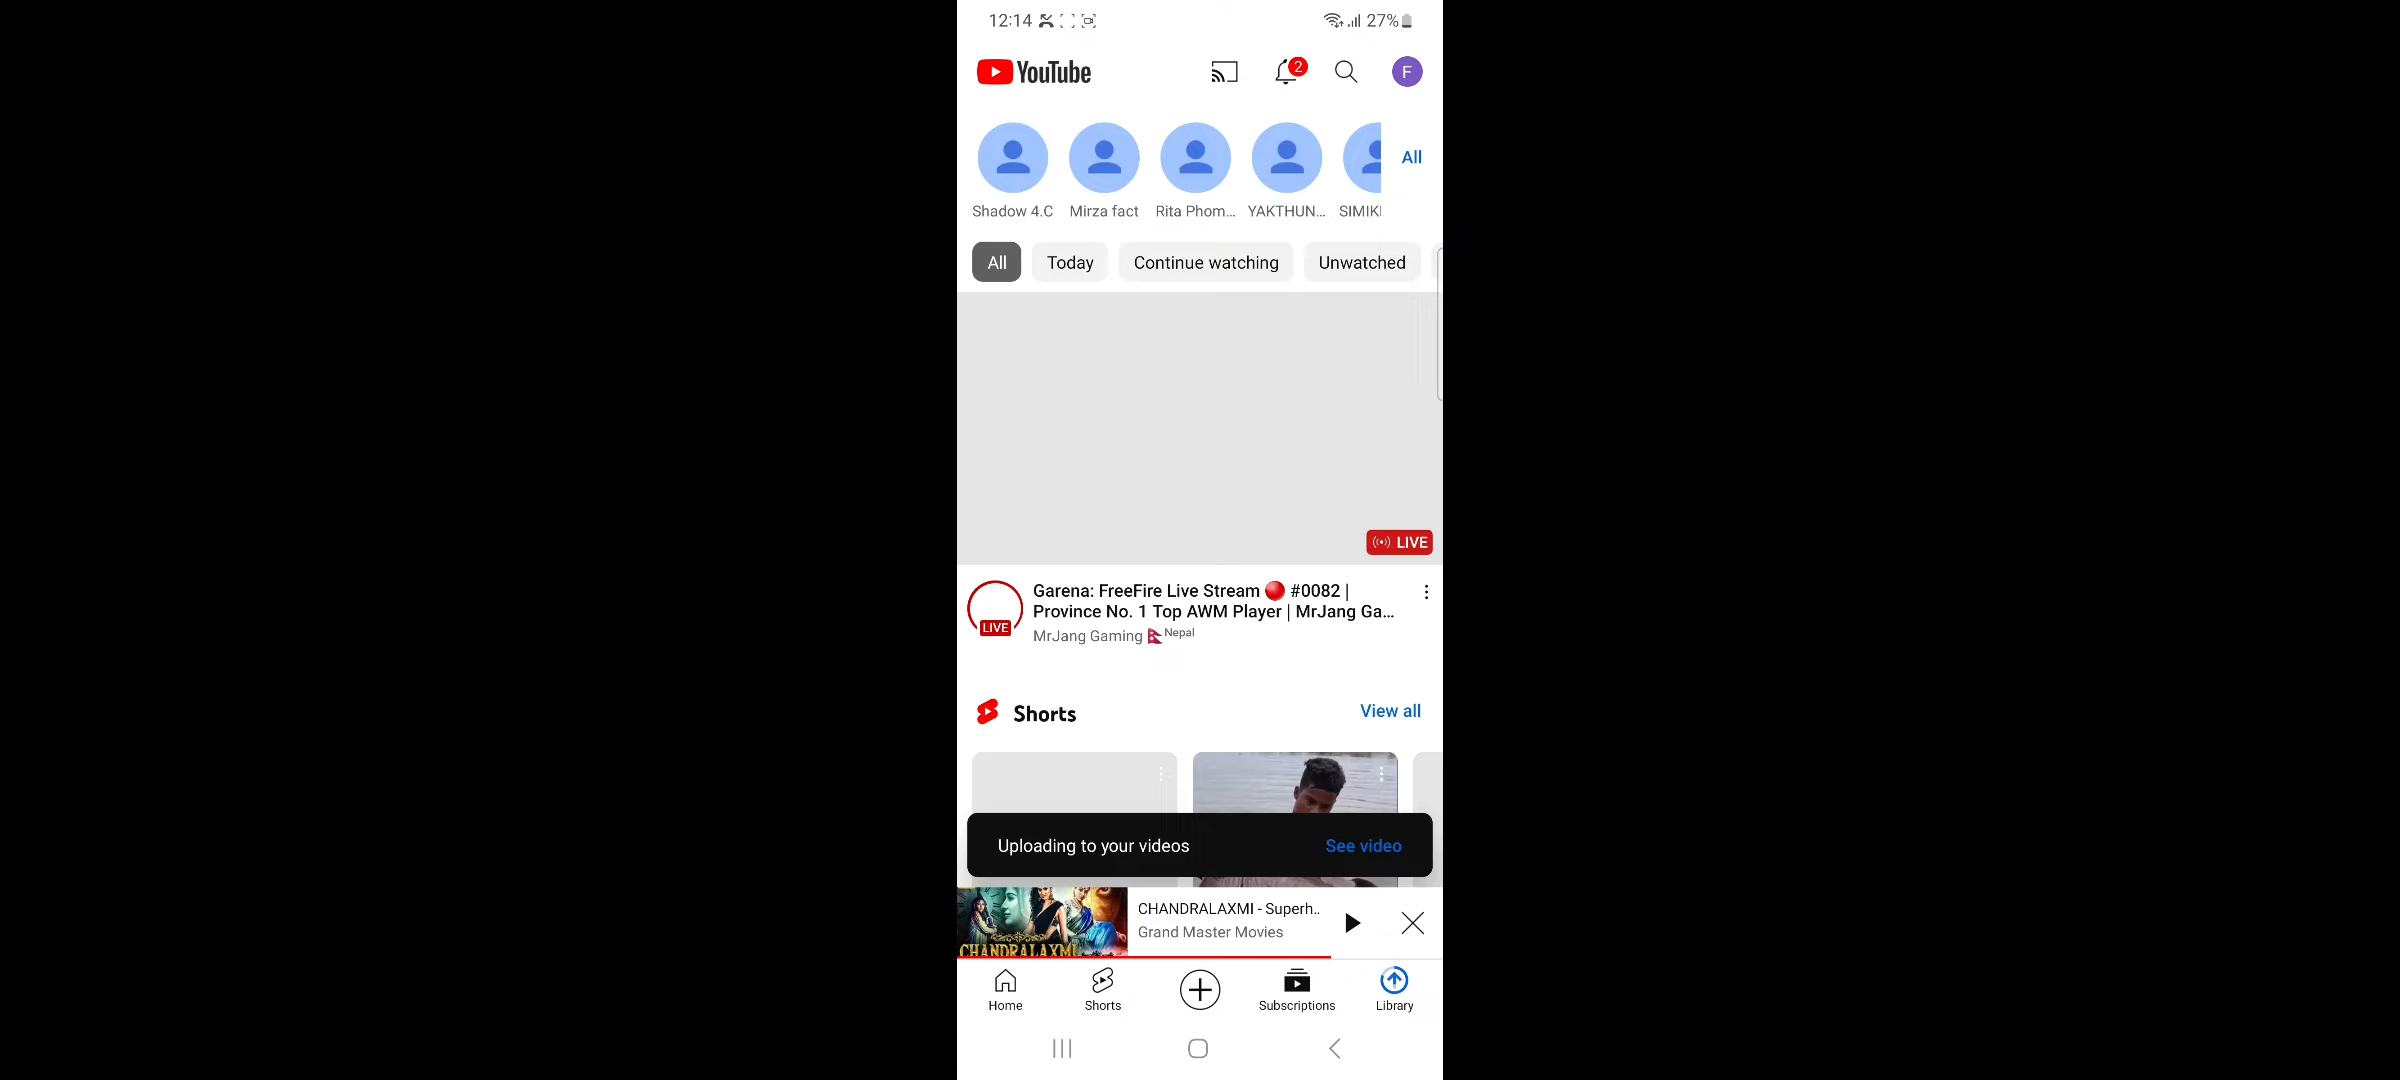 12:14
27%
YouTube
2
F
All
Shadow 4.C
Mirza fact
Rita Phom...
YAKTHUN...
SIMIK
All
Today
Continue watching
Unwatched
LIVE
Garena: FreeFire Live Stream 🔴 #0082 |
Province No. 1 Top AWM Player | MrJang Ga...
LIVE
MrJang Gaming 🇳🇵 Nepal
Shorts
View all
Uploading to your videos
See video
CHANDRALAXMI
CHANDRALAXMI - Superh..
Grand Master Movies
Home
Shorts
Subscriptions
Library